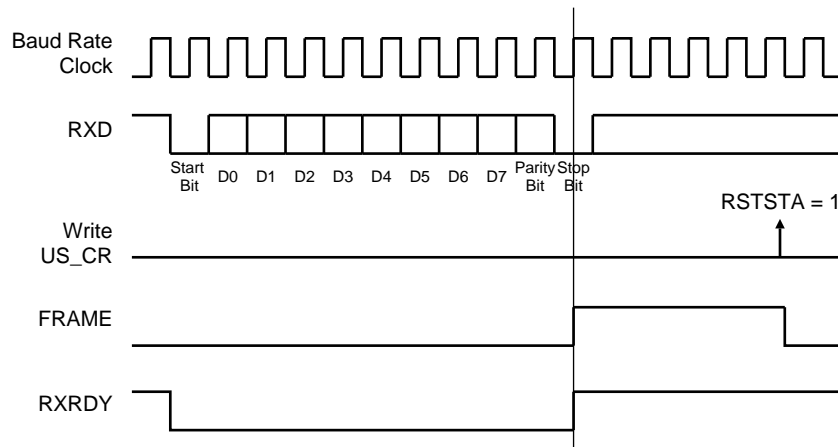 Baud Rate
Clock
RXD
Start
Bit
D0
D1
D2
D3
D4
D5
D6
D7
Parity
Bit
Stop
Bit
RSTSTA = 1
Write
US_CR
FRAME
RXRDY